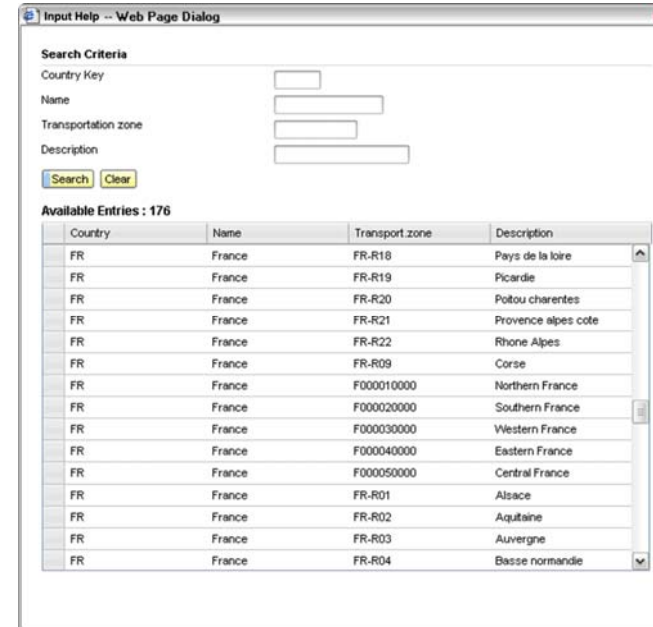 Input Help -- Web Page Dialog
Search Criteria
Country Key
Name
Transportation zone
Description
Search Clear
Available Entries : 176
Country Name Transport.zone Description
FR France FR-R18 Pays de la loire
FR France FR-R19 Picardie
FR France FR-R20 Poitou charentes
FR France FR-R21 Provence alpes cote
FR France FR-R22 Rhone Alpes
FR France FR-R09 Corse
FR France F000010000 Northern France
FR France F000020000 Southern France
FR France F000030000 Western France
FR France F000040000 Eastern France
FR France F000050000 Central France
FR France FR-R01 Alsace
FR France FR-R02 Aquitaine
FR France FR-R03 Auvergne
FR France FR-R04 Basse normandie